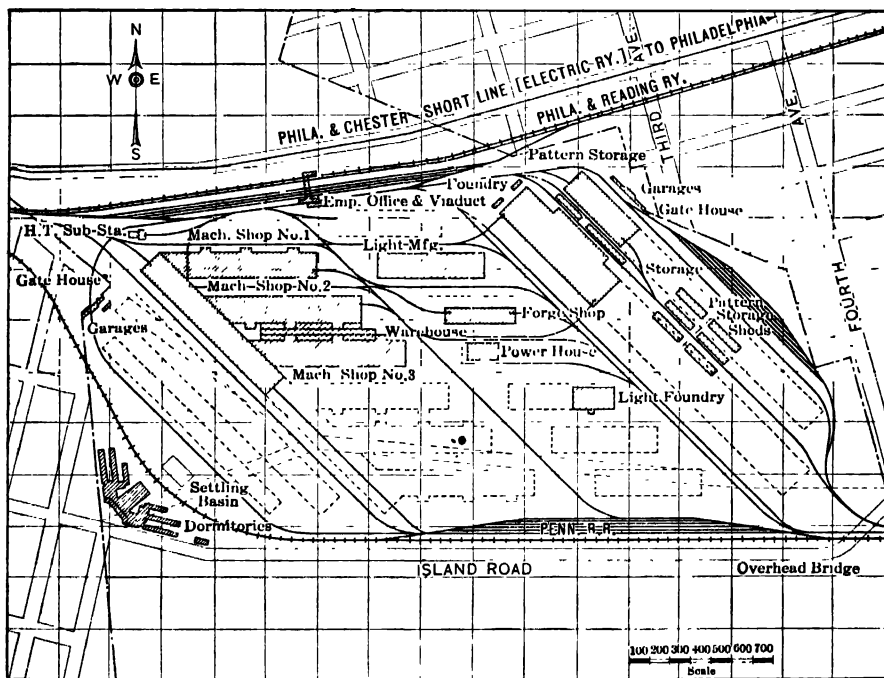 N
W E
S
PHILA. & CHESTER SHORT LINE [ELECTRIC RY.] TO PHILADELPHIA
PHILA. & READING RY.
THIRD AVE.
FOURTH AVE.
Pattern Storage
Foundry
Garages
Emp. Office & Viaduct
Gate House
H.T. Sub-Sta.
Mach. Shop No.1
Light Mfg.
Gate House
Storage
Mach-Shop-No.2
Garages
Forge Shop
Pattern
Storage
Sheds
Warehouse
Power House
Mach Shop No.3
Light Foundry
Settling
Basin
Dormitories
PENN. R.R.
ISLAND ROAD
Overhead Bridge
100 200 300 400 500 600 700
Scale